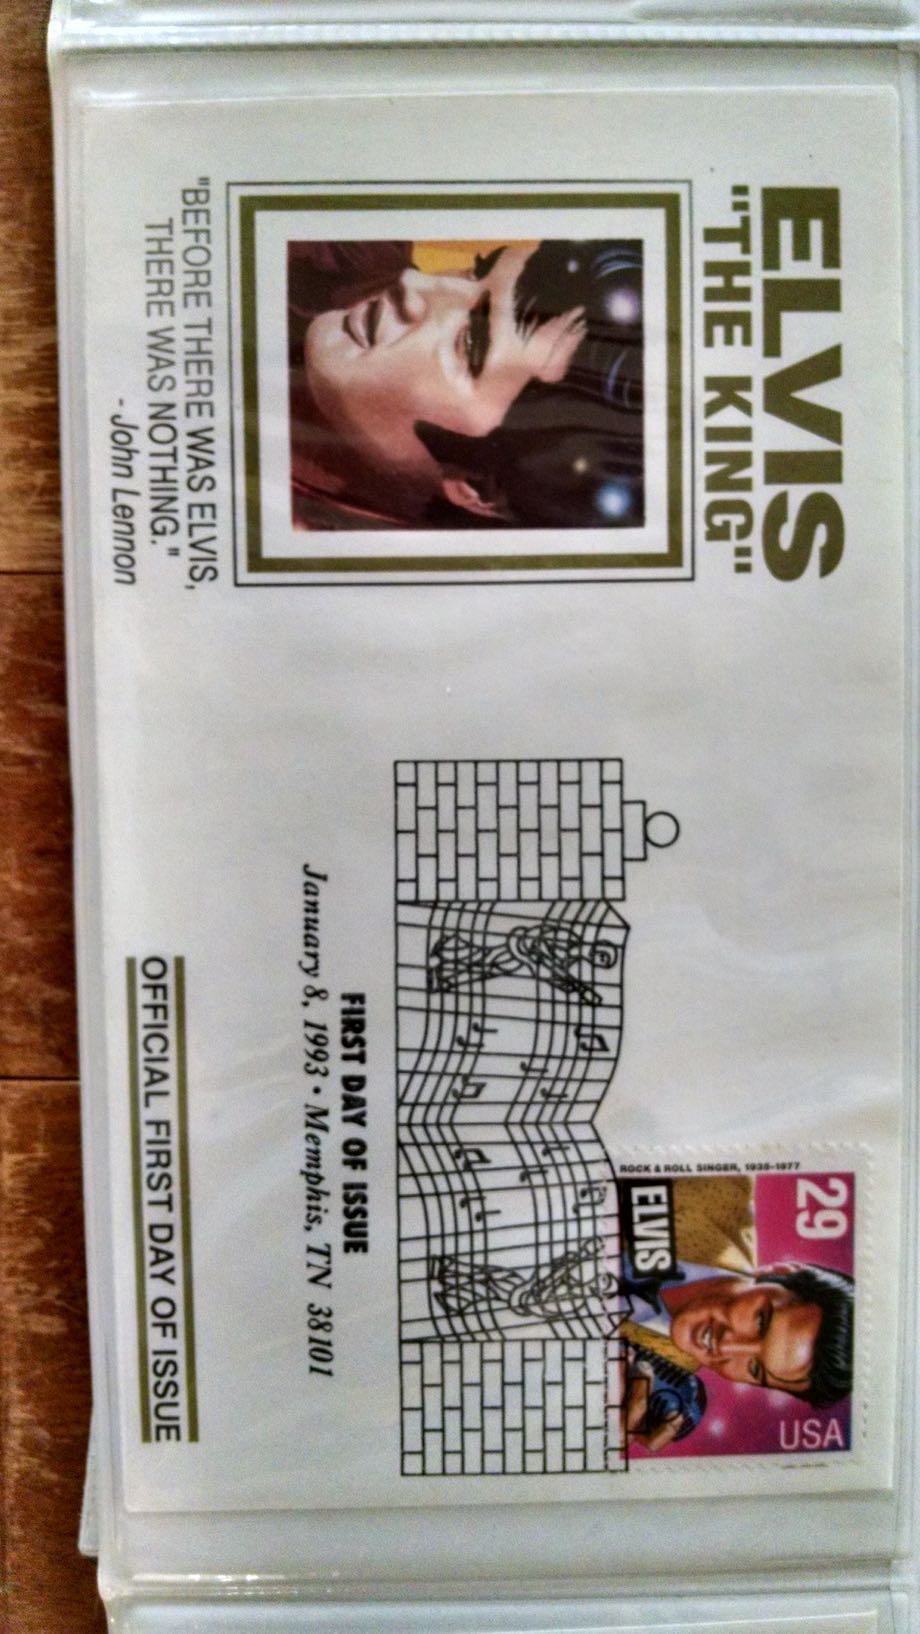 ELVIS
"THE KING"
"BEFORE THERE WAS ELVIS,
THERE WAS NOTHING."
- John Lennon
29
USA
ELVIS
ROCK & ROLL SINGER, 1935-1977
FIRST DAY OF ISSUE
January 8, 1993 • Memphis, TN 38101
OFFICIAL FIRST DAY OF ISSUE